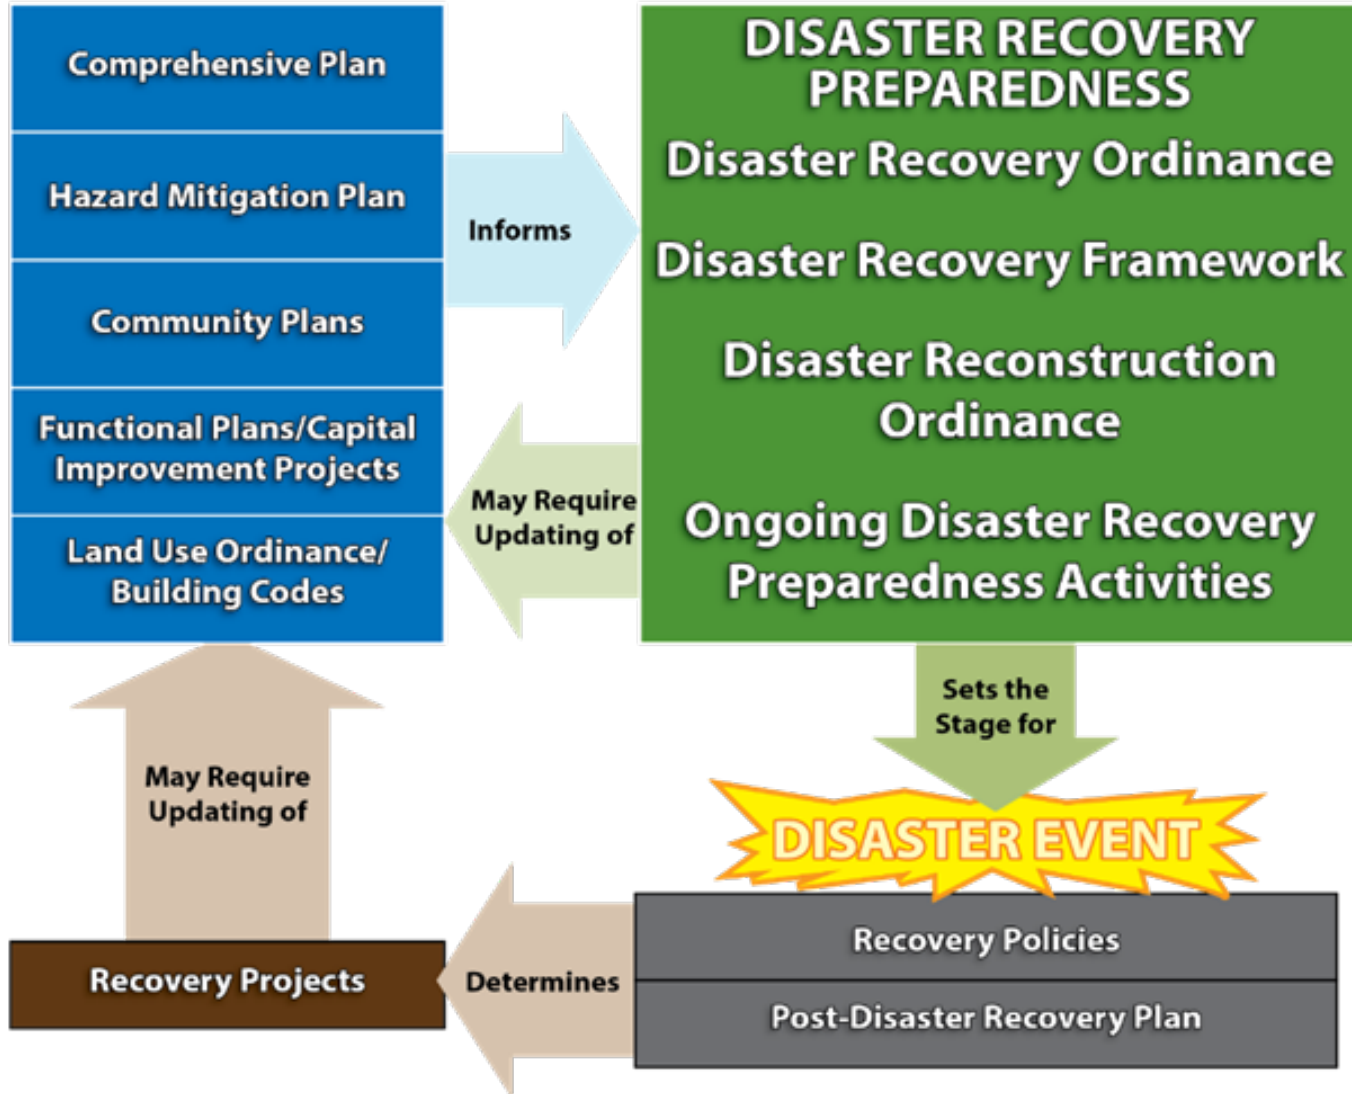 Comprehensive Plan
Hazard Mitigation Plan
Community Plans
Functional Plans/Capital
Improvement Projects
Land Use Ordinance/
Building Codes
Informs
May Require
Updating of
DISASTER RECOVERY
PREPAREDNESS
Disaster Recovery Ordinance
Disaster Recovery Framework
Disaster Reconstruction
Ordinance
Ongoing Disaster Recovery
Preparedness Activities
Sets the
Stage for
DISASTER EVENT
Recovery Policies
Post-Disaster Recovery Plan
Determines
Recovery Projects
May Require
Updating of